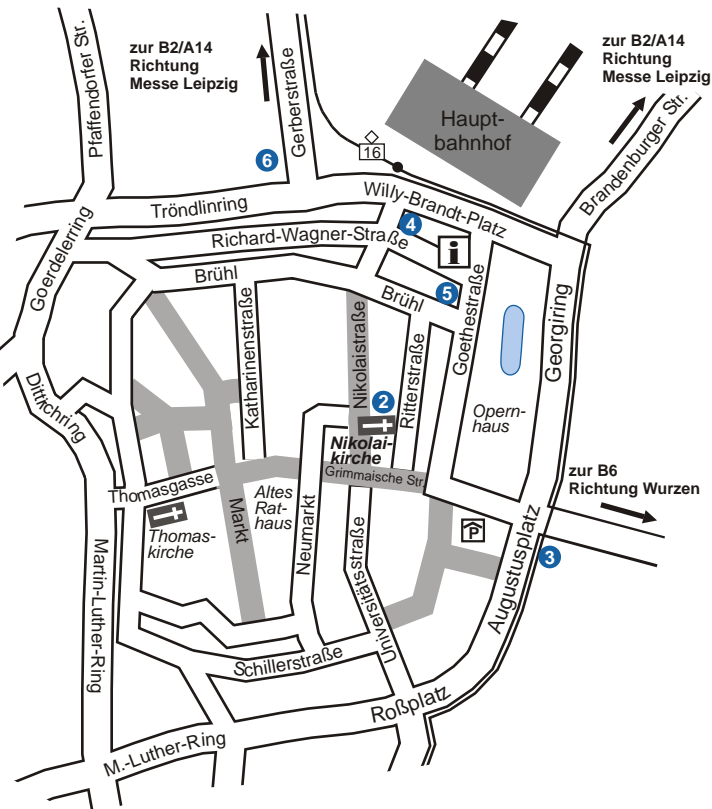 Pfaffendorfer Str.
zur B2/A14
Richtung
Messe Leipzig
Gerberstraße
zur B2/A14
Richtung
Messe Leipzig
Haupt-
bahnhof
Brandenburger Str.
16
6
Tröndlinring
Willy-Brandt-Platz
Goerdelerring
Richard-Wagner-Straße
4
i
Brühl
Brühl
5
Goethestraße
Georgiring
Katharinenstraße
Nikolaistraße
Ritterstraße
Dittrichring
2
Nikolai-
kirche
Opern-
haus
Grimmaische Str.
zur B6
Richtung Wurzen
Thomasgasse
Markt
Altes
Rat-
haus
Neumarkt
Thomas-
kirche
Universitätsstraße
P
Augustusplatz
3
Martin-Luther-Ring
Schillerstraße
Roßplatz
M.-Luther-Ring